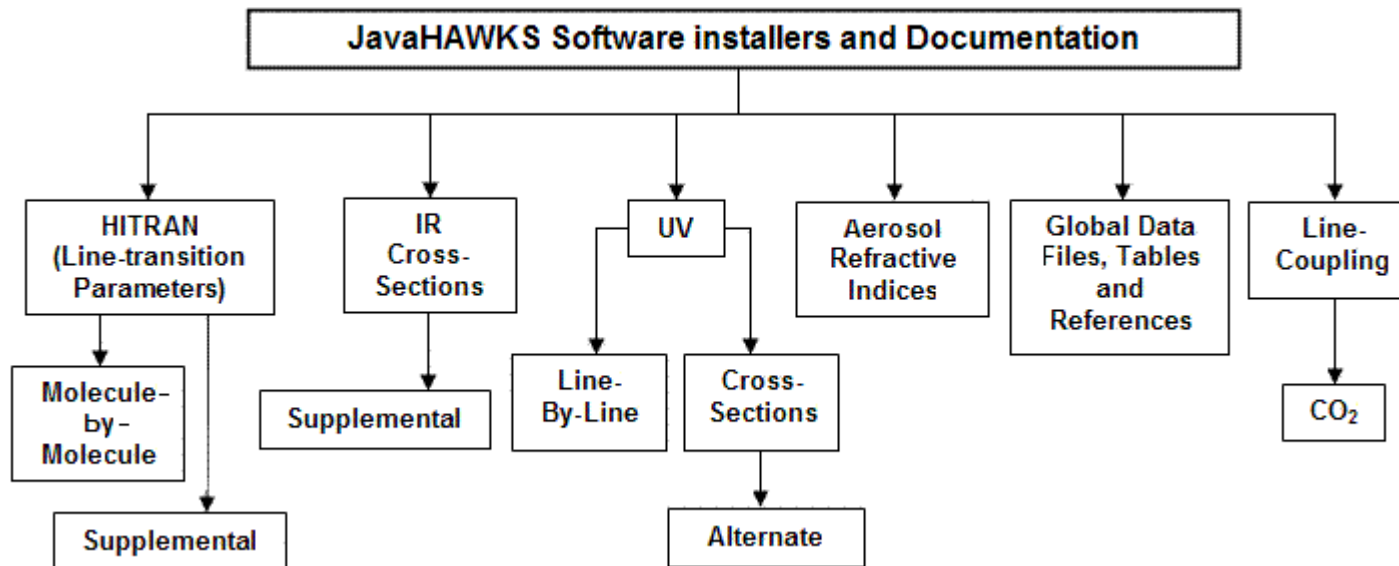 JavaHAWKS Software installers and Documentation
HITRAN
(Line-transition
Parameters)
IR
Cross-
Sections
UV
Aerosol
Refractive
Indices
Global Data
Files, Tables
and
References
Line-
Coupling
Molecule-
by-
Molecule
Supplemental
Line-
By-Line
Cross-
Sections
CO₂
Supplemental
Alternate